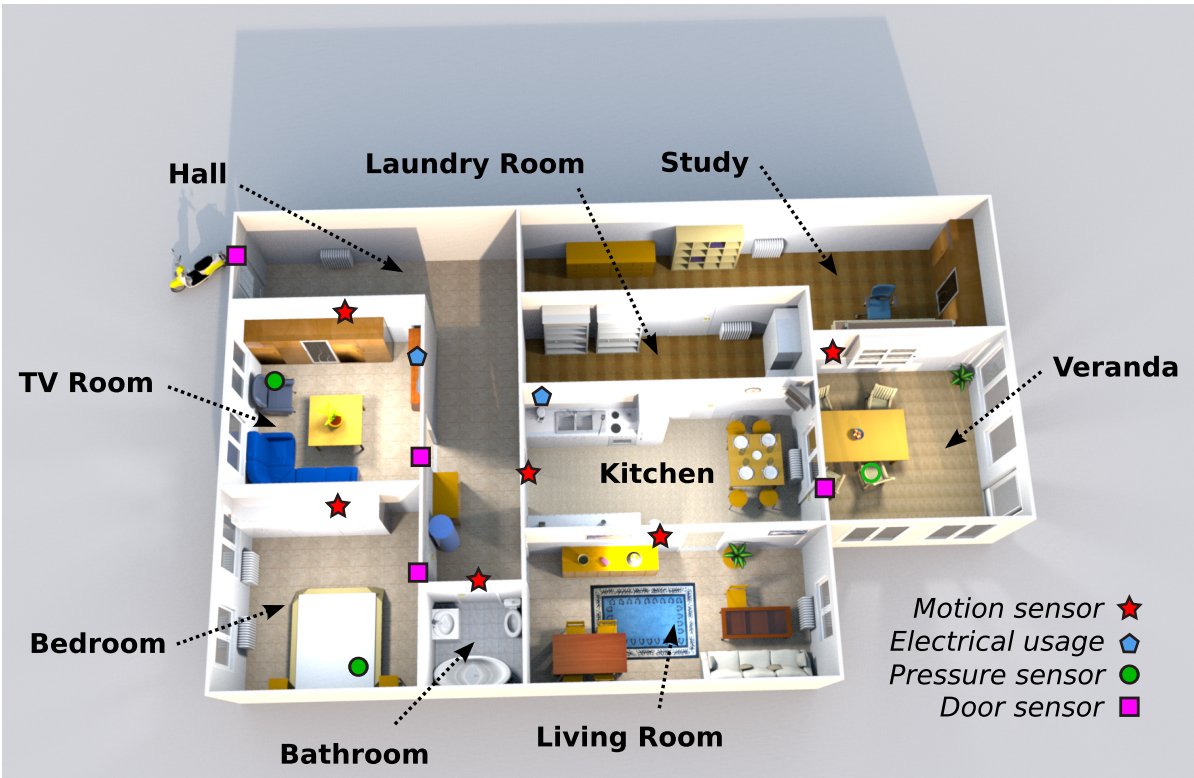 Hall
Laundry Room
Study
TV Room
Veranda
Kitchen
Bedroom
Bathroom
Living Room
Motion sensor
Electrical usage
Pressure sensor
Door sensor